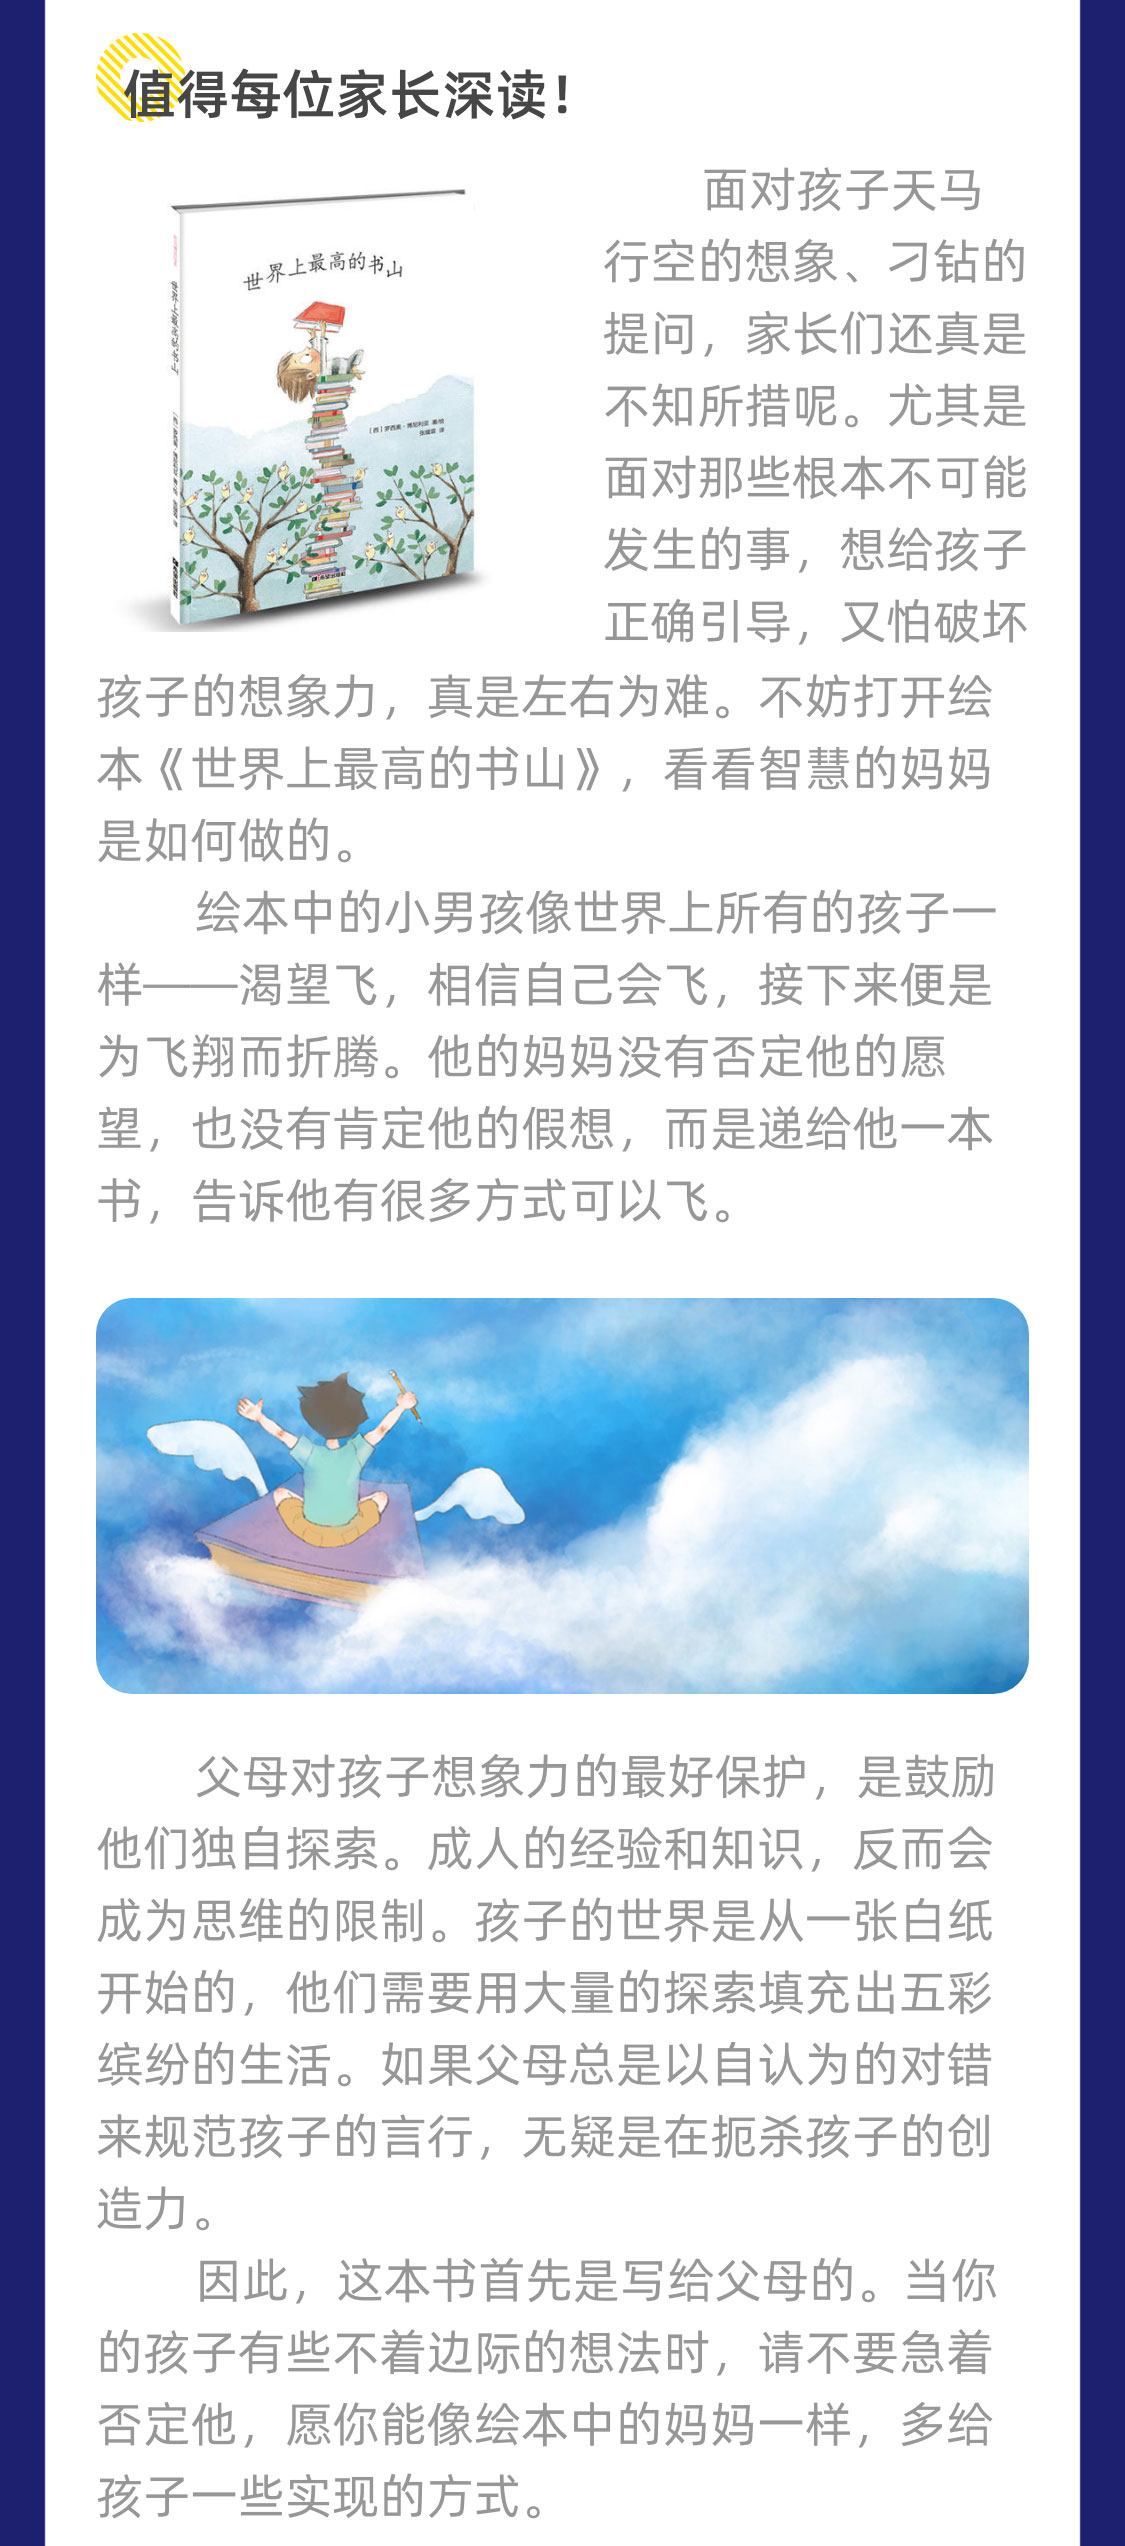 值得每位家长深读！
世界上最高的书山
世界上最高的书山
面对孩子天马
行空的想象、刁钻的
提问，家长们还真是
不知所措呢。尤其是
面对那些根本不可能
发生的事，想给孩子
正确引导，又怕破坏
孩子的想象力，真是左右为难。不妨打开绘
本《世界上最高的书山》，看看智慧的妈妈
是如何做的。
绘本中的小男孩像世界上所有的孩子一
样——渴望飞，相信自己会飞，接下来便是
为飞翔而折腾。他的妈妈没有否定他的愿
望，也没有肯定他的假想，而是递给他一本
书，告诉他有很多方式可以飞。
父母对孩子想象力的最好保护，是鼓励
他们独自探索。成人的经验和知识，反而会
成为思维的限制。孩子的世界是从一张白纸
开始的，他们需要用大量的探索填充出五彩
缤纷的生活。如果父母总是以自认为的对错
来规范孩子的言行，无疑是在扼杀孩子的创
造力。
因此，这本书首先是写给父母的。当你
的孩子有些不着边际的想法时，请不要急着
否定他，愿你能像绘本中的妈妈一样，多给
孩子一些实现的方式。